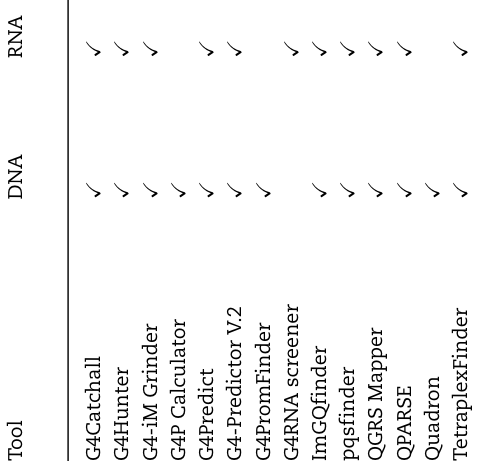 Tool DNA RNA
G4Catchall ✓ ✓
G4Hunter ✓ ✓
G4-iM Grinder ✓ ✓
G4P Calculator ✓
G4Predict ✓ ✓
G4-Predictor V.2 ✓ ✓
G4PromFinder ✓
G4RNA screener ✓
ImGQfinder ✓ ✓
pqsfinder ✓ ✓
QGRS Mapper ✓ ✓
QPARSE ✓ ✓
Quadron ✓
TetraplexFinder ✓ ✓